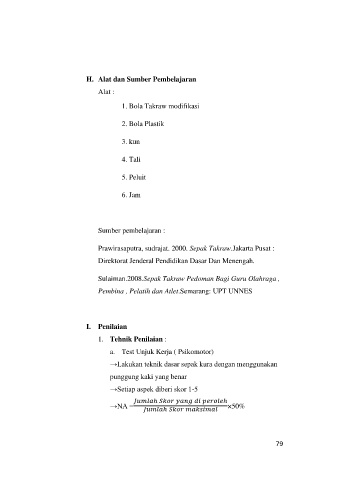 H. Alat dan Sumber Pembelajaran
Alat :
1. Bola Takraw modifikasi
2. Bola Plastik
3. kun
4. Tali
5. Peluit
6. Jam
Sumber pembelajaran :
Prawirasaputra, sudrajat. 2000. Sepak Takraw.Jakarta Pusat :
Direktorat Jenderal Pendidikan Dasar Dan Menengah.
Sulaiman.2008.Sepak Takraw Pedoman Bagi Guru Olahraga ,
Pembina , Pelatih dan Atlet.Semarang: UPT UNNES
I. Penilaian
1. Tehnik Penilaian :
a. Test Unjuk Kerja ( Psikomotor)
→Lakukan teknik dasar sepak kura dengan menggunakan
punggung kaki yang benar
→Setiap aspek diberi skor 1-5
→NA = Jumlah Skor yang di peroleh / Jumlah Skor maksimal ×50%
79